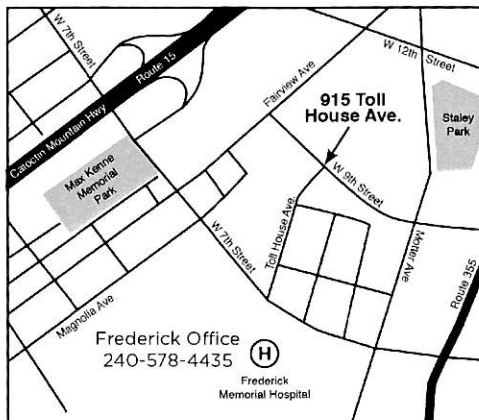 W 7th Street
Route 15
Catoctin Mountain Hwy
Fairview Ave
W 12th Street
915 Toll
House Ave.
Staley
Park
Max Kenne
Memorial
Park
W 9th Street
Toll House Ave
W 7th Street
Motter Ave
Route 355
Magnolia Ave
Frederick Office
240-578-4435
H
Frederick
Memorial Hospital